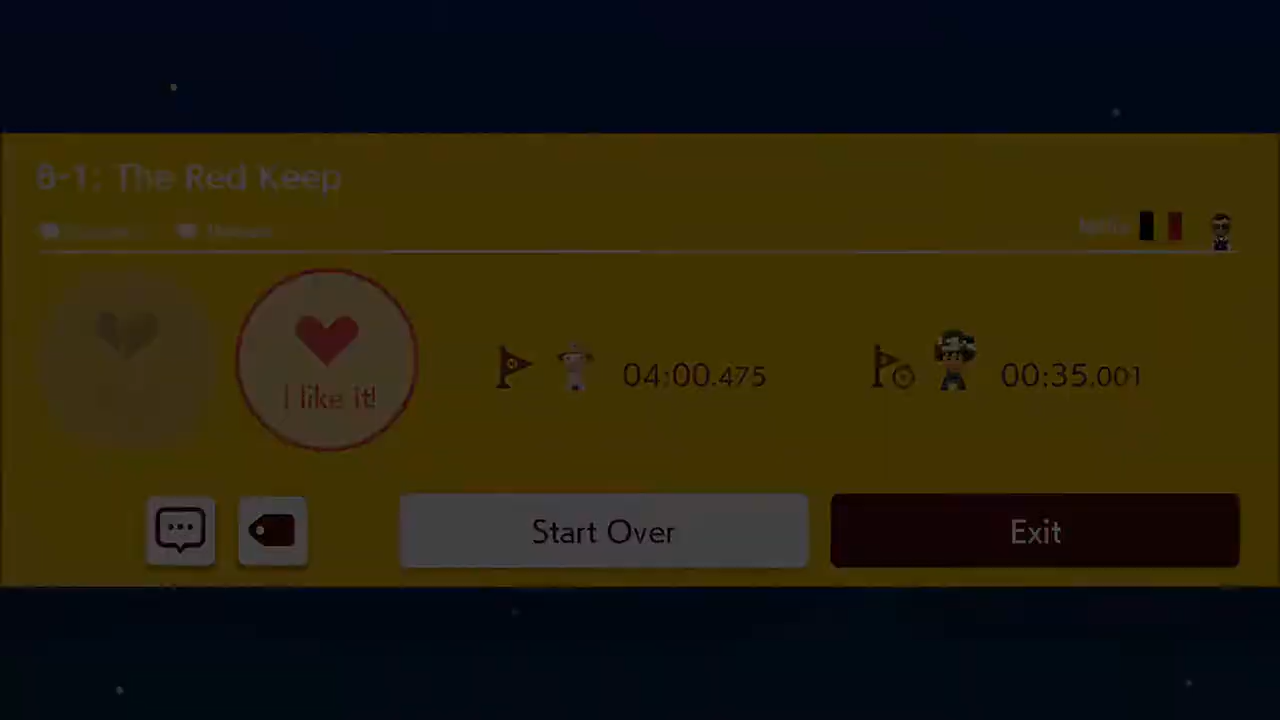 8-1: The Red Keep
I like it!
04:00.475
00:35.001
Start Over
Exit